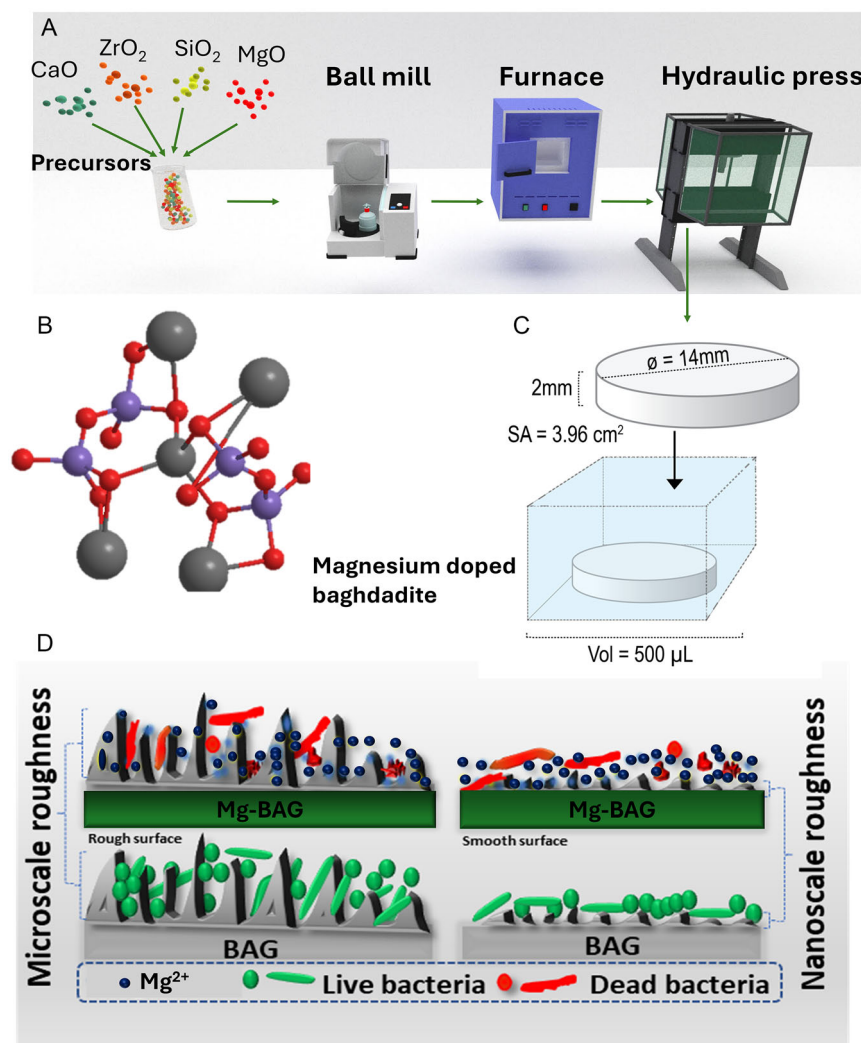 A
CaO
ZrO₂
SiO₂
MgO
Precursors
Ball mill
Furnace
Hydraulic press
B
Magnesium doped
baghdadite
C
ø = 14mm
2mm
SA = 3.96 cm²
Vol = 500 µL
D
Microscale roughness
Mg-BAG
Rough surface
BAG
Mg-BAG
Smooth surface
BAG
Nanoscale roughness
Mg²⁺
Live bacteria
Dead bacteria